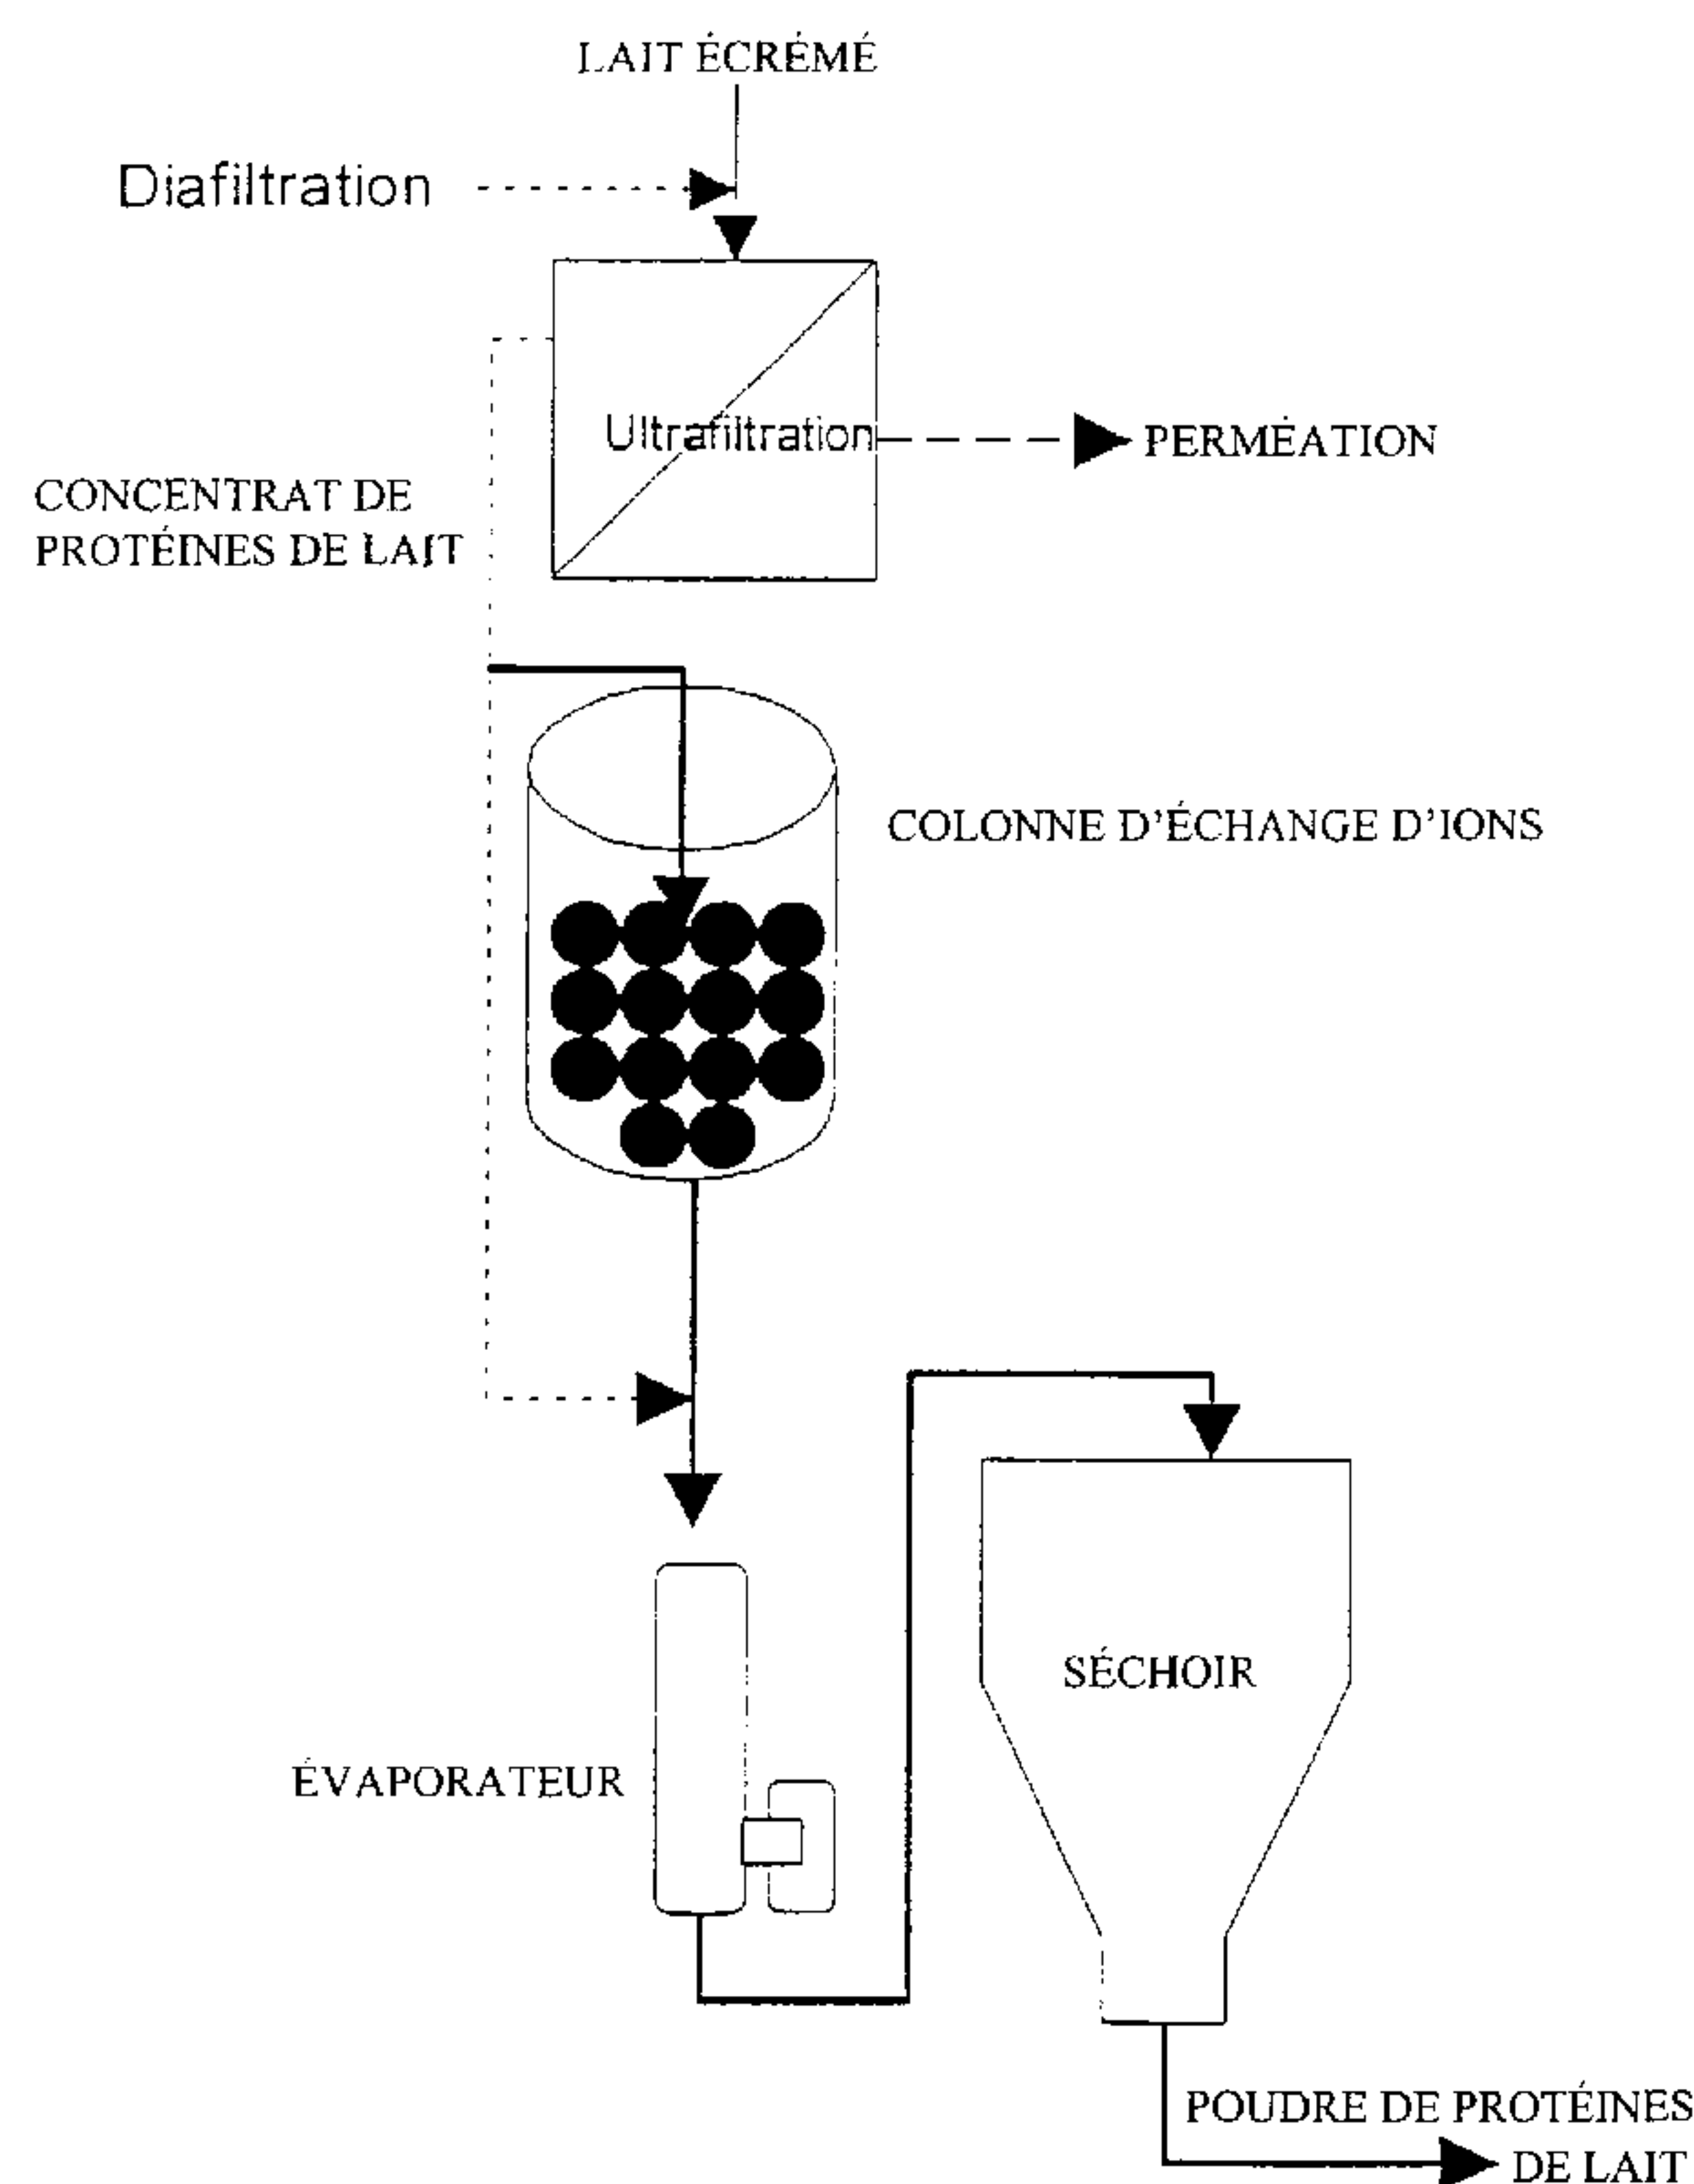 LAIT ÉCRÉMÉ
Diafiltration
Ultrafiltration
PERMÉATION
CONCENTRAT DE
PROTÉINES DE LAIT
COLONNE D'ÉCHANGE D'IONS
SÉCHOIR
ÉVAPORATEUR
POUDRE DE PROTÉINES
DE LAIT